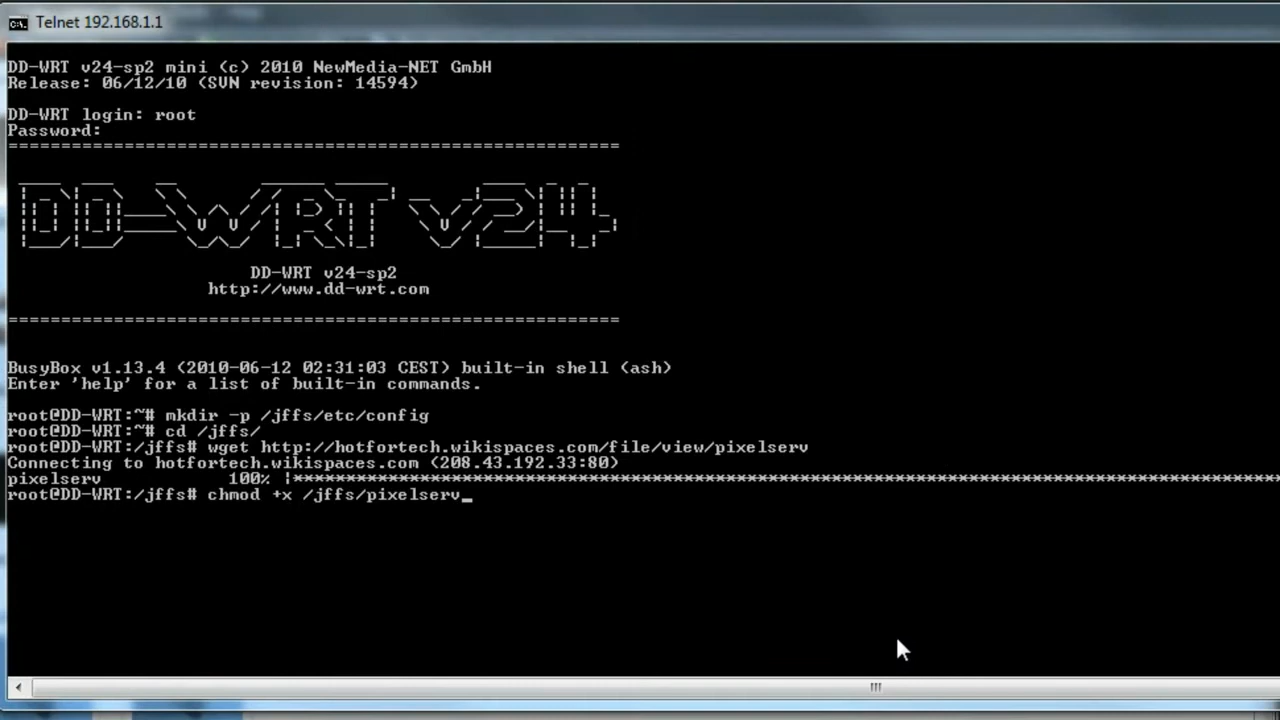 Telnet 192.168.1.1
DD-WRT v24-sp2 mini (c) 2010 NewMedia-NET GmbH
Release: 06/12/10 (SVN revision: 14594)
DD-WRT login: root
Password:
==========================================================
DD-WRT v24
DD-WRT v24-sp2
http://www.dd-wrt.com
==========================================================
BusyBox v1.13.4 (2010-06-12 02:31:03 CEST) built-in shell (ash)
Enter 'help' for a list of built-in commands.
root@DD-WRT:~# mkdir -p /jffs/etc/config
root@DD-WRT:~# cd /jffs/
root@DD-WRT:/jffs# wget http://hotfortech.wikispaces.com/file/view/pixelserv
Connecting to hotfortech.wikispaces.com (208.43.192.33:80)
pixelserv 100% |**********************************************************************************************
root@DD-WRT:/jffs# chmod +x /jffs/pixelserv_